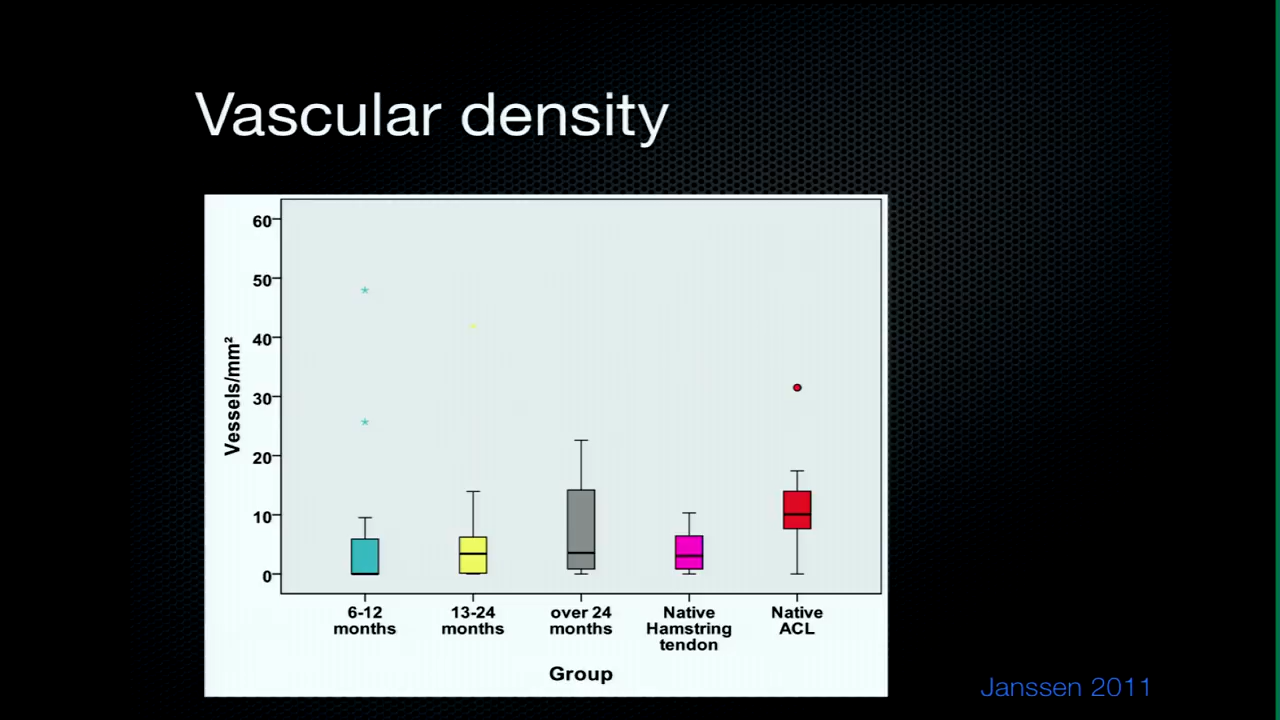 Vascular density
60
50
40
30
20
10
0
Vessels/mm²
6-12
months
13-24
months
over 24
months
Native
Hamstring
tendon
Native
ACL
Group
Janssen 2011